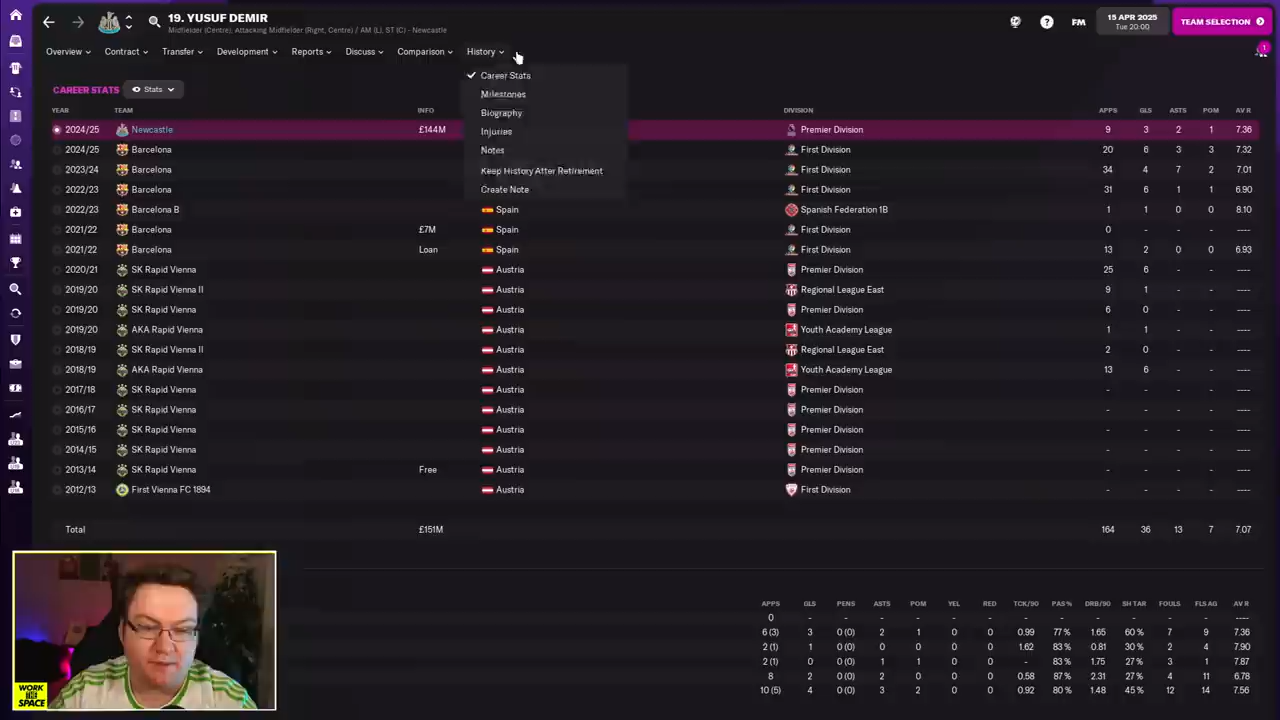 19. YUSUF DEMIR
Midfielder (Centre), Attacking Midfielder (Right, Centre) / AM (L), ST (C) - Newcastle
FM
15 APR 2025
Tue 20:00
TEAM SELECTION
1
Overview Contract Transfer Development Reports Discuss Comparison History
Career Stats
Milestones
Biography
Injuries
Notes
Keep History After Retirement
Create Note
CAREER STATS Stats
YEAR TEAM INFO DIVISION APPS GLS ASTS POM AV R
2024/25 Newcastle £144M Premier Division 9 3 2 1 7.36
2024/25 Barcelona First Division 20 6 3 3 7.32
2023/24 Barcelona First Division 34 4 7 2 7.01
2022/23 Barcelona First Division 31 6 1 1 6.90
2022/23 Barcelona B Spain Spanish Federation 1B 1 1 0 0 8.10
2021/22 Barcelona £7M Spain First Division 0 - - - ----
2021/22 Barcelona Loan Spain First Division 13 2 0 0 6.93
2020/21 SK Rapid Vienna Austria Premier Division 25 6 - - ----
2019/20 SK Rapid Vienna II Austria Regional League East 9 1 - - ----
2019/20 SK Rapid Vienna Austria Premier Division 6 0 - - ----
2019/20 AKA Rapid Vienna Austria Youth Academy League 1 1 - - ----
2018/19 SK Rapid Vienna II Austria Regional League East 2 0 - - ----
2018/19 AKA Rapid Vienna Austria Youth Academy League 13 6 - - ----
2017/18 SK Rapid Vienna Austria Premier Division - - - - ----
2016/17 SK Rapid Vienna Austria Premier Division - - - - ----
2015/16 SK Rapid Vienna Austria Premier Division - - - - ----
2014/15 SK Rapid Vienna Austria Premier Division - - - - ----
2013/14 SK Rapid Vienna Free Austria Premier Division - - - - ----
2012/13 First Vienna FC 1894 Austria First Division - - - - ----
Total £151M 164 36 13 7 7.07
APPS GLS PENS ASTS POM YEL RED TCK/90 PAS % DRB/90 SH TAR FOULS FLS AG AV R
0 - - - - - - - - - - - - ----
6 (3) 3 0 (0) 2 1 0 0 0.99 77 % 1.65 60 % 7 9 7.36
2 (1) 1 0 (0) 0 0 0 0 1.62 83 % 0.81 30 % 2 4 7.90
2 (1) 0 0 (0) 1 1 0 0 - 83 % 1.75 27 % 3 1 7.87
8 2 0 (0) 2 0 0 0 0.58 87 % 2.31 27 % 4 11 6.78
10 (5) 4 0 (0) 3 2 0 0 0.92 80 % 1.48 45 % 12 14 7.56
WORK
THE
SPACE